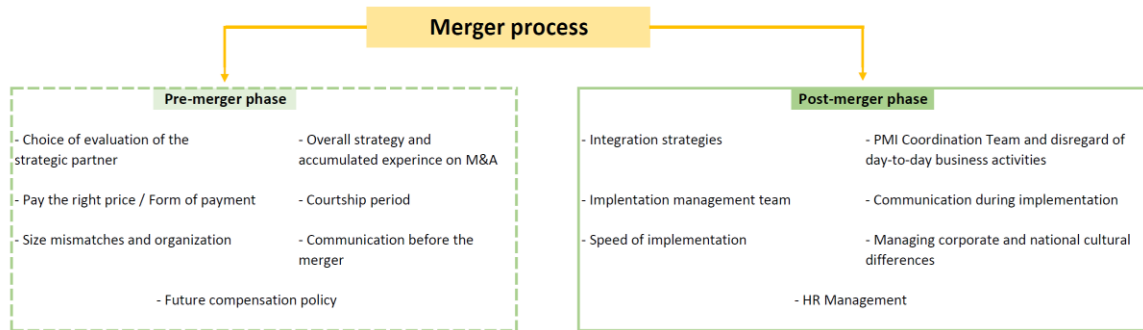 Merger process
Pre-merger phase
- Choice of evaluation of the
strategic partner
- Overall strategy and
accumulated experince on M&A
- Pay the right price / Form of payment
- Courtship period
- Size mismatches and organization
- Communication before the
merger
- Future compensation policy
Post-merger phase
- Integration strategies
- PMI Coordination Team and disregard of
day-to-day business activities
- Implentation management team
- Communication during implementation
- Speed of implementation
- Managing corporate and national cultural
differences
- HR Management